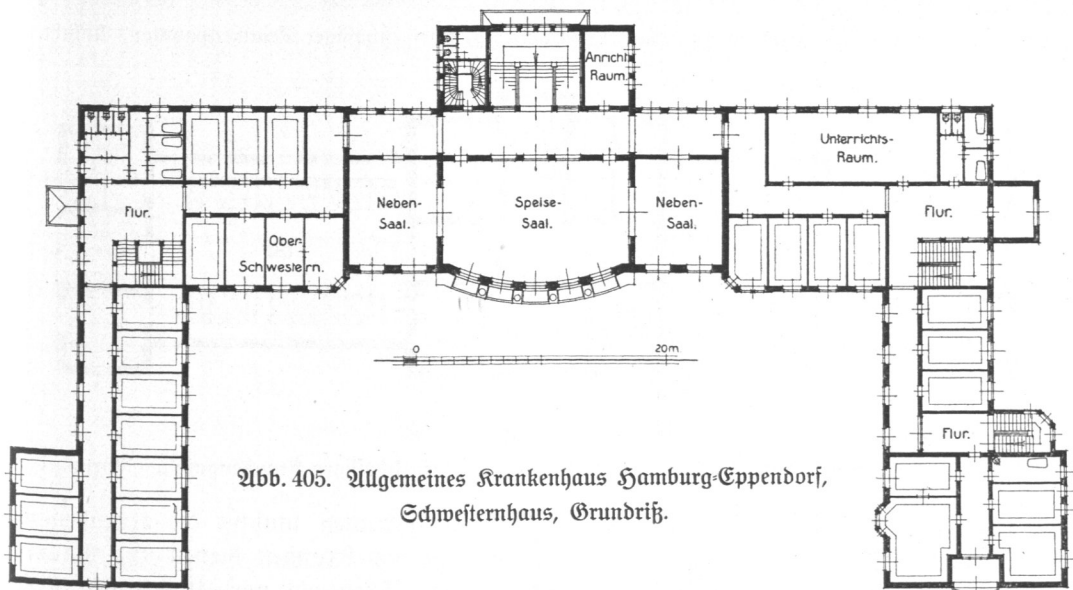 Anricht
Raum.
Unterrichts-
Raum.
Flur.
Neben-
Saal.
Speise-
Saal.
Neben-
Saal.
Flur.
Ober-
Schwestern.
0 20m.
Flur.
Abb. 405. Allgemeines Krankenhaus Hamburg-Eppendorf,
Schwesternhaus, Grundriß.